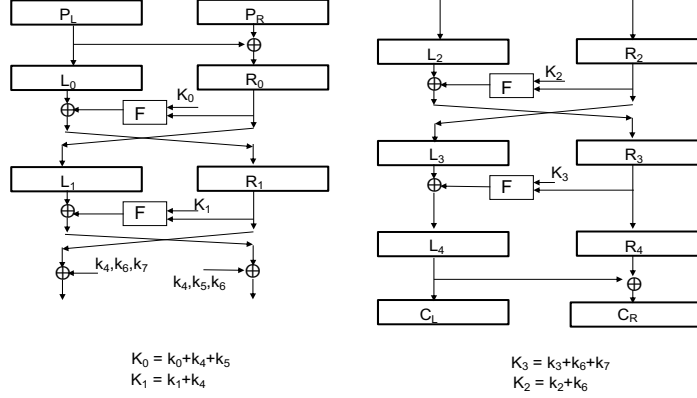 P_L P_R
L_0 R_0
K_0
F
L_1 R_1
K_1
F
k_4,k_6,k_7
k_4,k_5,k_6
K_0 = k_0+k_4+k_5
K_1 = k_1+k_4
L_2 R_2
K_2
F
L_3 R_3
K_3
F
L_4 R_4
C_L C_R
K_3 = k_3+k_6+k_7
K_2 = k_2+k_6